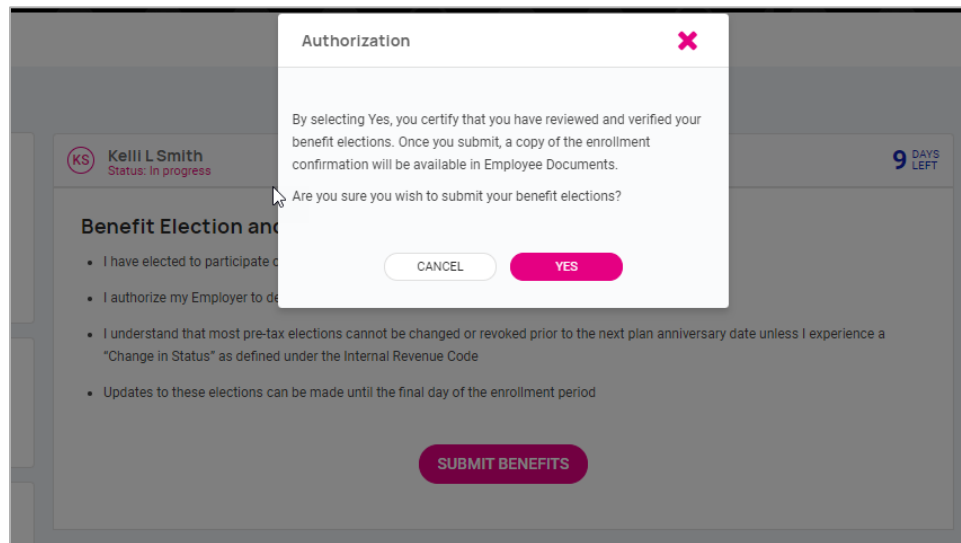 Authorization
By selecting Yes, you certify that you have reviewed and verified your
benefit elections. Once you submit, a copy of the enrollment
confirmation will be available in Employee Documents.
Are you sure you wish to submit your benefit elections?
CANCEL
YES
KS
Kelli L Smith
Status: In progress
9 DAYS
LEFT
Benefit Election and
• I have elected to participate
• I authorize my Employer to de
• I understand that most pre-tax elections cannot be changed or revoked prior to the next plan anniversary date unless I experience a
“Change in Status” as defined under the Internal Revenue Code
• Updates to these elections can be made until the final day of the enrollment period
SUBMIT BENEFITS